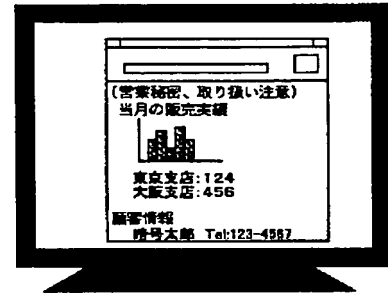 (営業秘密、取り扱い注意)
当月の販売実績
東京支店:124
大阪支店:456
顧客情報
暗号太郎 Tel:123-4567